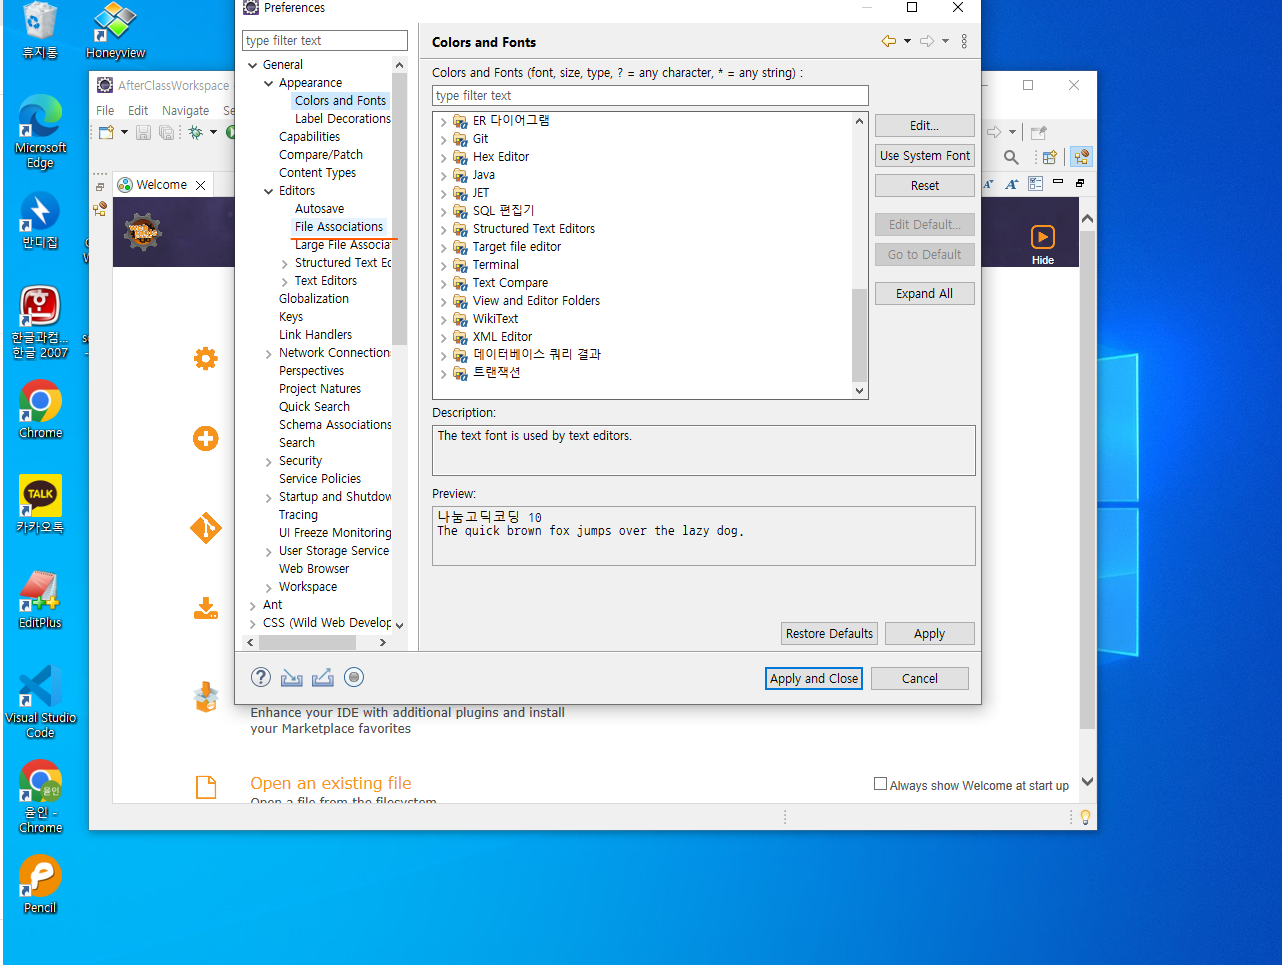 휴지통
Honeyview
Microsoft
Edge
반디집
한글과컴...
한글 2007
Chrome
TALK
카카오톡
EditPlus
Visual Studio
Code
윤인
윤인 -
Chrome
Pencil
AfterClassWorkspace
File Edit Navigate Se
Welcome
Hide
Enhance your IDE with additional plugins and install
your Marketplace favorites
Open an existing file
Open a file from the filesystem
Always show Welcome at start up
Preferences
type filter text
General
Appearance
Colors and Fonts
Label Decorations
Capabilities
Compare/Patch
Content Types
Editors
Autosave
File Associations
Large File Associa
Structured Text Ed
Text Editors
Globalization
Keys
Link Handlers
Network Connection
Perspectives
Project Natures
Quick Search
Schema Associations
Search
Security
Service Policies
Startup and Shutdow
Tracing
UI Freeze Monitoring
User Storage Service
Web Browser
Workspace
Ant
CSS (Wild Web Develop
Colors and Fonts
Colors and Fonts (font, size, type, ? = any character, * = any string) :
type filter text
ER 다이어그램
Git
Hex Editor
Java
JET
SQL 편집기
Structured Text Editors
Target file editor
Terminal
Text Compare
View and Editor Folders
WikiText
XML Editor
데이터베이스 쿼리 결과
트랜잭션
Edit...
Use System Font
Reset
Edit Default...
Go to Default
Expand All
Description:
The text font is used by text editors.
Preview:
나눔고딕코딩 10
The quick brown fox jumps over the lazy dog.
Restore Defaults
Apply
Apply and Close
Cancel